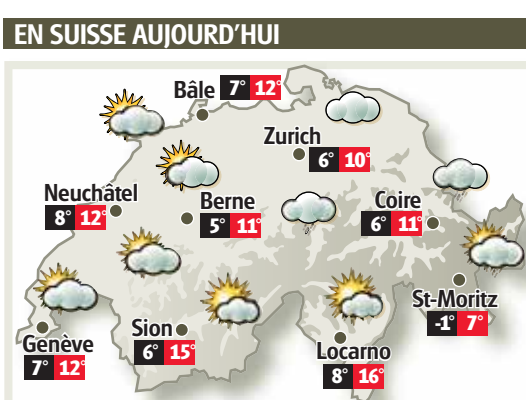 EN SUISSE AUJOURD'HUI
Bâle 7° 12°
Zurich
6° 10°
Neuchâtel
8° 12°
Berne
5° 11°
Coire
6° 11°
St-Moritz
-1° 7°
Genève
7° 12°
Sion
6° 15°
Locarno
8° 16°